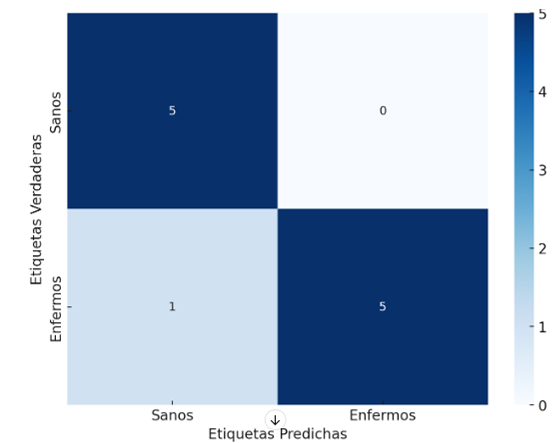 Etiquetas Verdaderas
Sanos
Enfermos
5
0
1
5
Sanos
Enfermos
Etiquetas Predichas
5
4
3
2
1
0